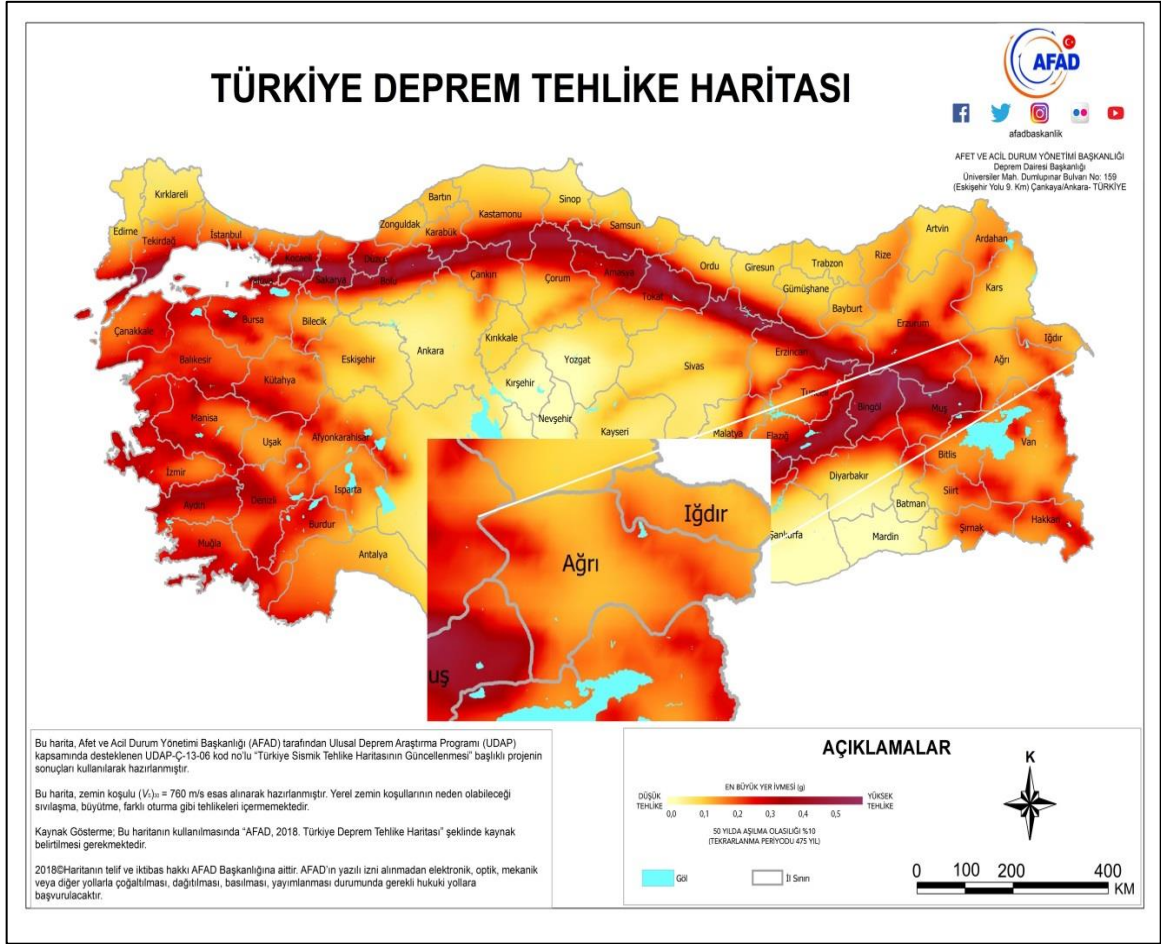 TÜRKİYE DEPREM TEHLİKE HARİTASI
AFAD
afadbaskanlik
AFET VE ACİL DURUM YÖNETİMİ BAŞKANLIĞI
Deprem Dairesi Başkanlığı
Üniversiler Mah. Dumlupınar Bulvarı No: 159
(Eskişehir Yolu 9. Km) Çankaya/Ankara- TÜRKİYE
Kırklareli
Edirne
Tekirdağ
İstanbul
Kocaeli
Sakarya
Düzce
Bolu
Zonguldak
Bartın
Karabük
Kastamonu
Sinop
Samsun
Çankırı
Çorum
Amasya
Tokat
Ordu
Giresun
Trabzon
Gümüşhane
Bayburt
Rize
Artvin
Ardahan
Kars
Erzurum
Iğdır
Ağrı
Çanakkale
Bursa
Bilecik
Balıkesir
Kütahya
Eskişehir
Ankara
Kırıkkale
Yozgat
Kırşehir
Nevşehir
Sivas
Kayseri
Erzincan
Malatya
Elazığ
Bingöl
Muş
Van
Bitlis
Manisa
Uşak
Afyonkarahisar
İzmir
Aydın
Denizli
Isparta
Burdur
Muğla
Antalya
Diyarbakır
Batman
Siirt
Mardin
Şırnak
Hakkari
Şanlıurfa
Iğdır
Ağrı
uş
Bu harita, Afet ve Acil Durum Yönetimi Başkanlığı (AFAD) tarafından Ulusal Deprem Araştırma Programı (UDAP)
kapsamında desteklenen UDAP-Ç-13-06 kod no'lu “Türkiye Sismik Tehlike Haritasının Güncellenmesi” başlıklı projenin
sonuçları kullanılarak hazırlanmıştır.
Bu harita, zemin koşulu (Vs)30 = 760 m/s esas alınarak hazırlanmıştır. Yerel zemin koşullarının neden olabileceği
sıvılaşma, büyütme, farklı oturma gibi tehlikeleri içermemektedir.
Kaynak Gösterme; Bu haritanın kullanılmasında “AFAD, 2018. Türkiye Deprem Tehlike Haritası” şeklinde kaynak
belirtilmesi gerekmektedir.
2018©Haritanın telif ve iktibas hakkı AFAD Başkanlığına aittir. AFAD'ın yazılı izni alınmadan elektronik, optik, mekanik
veya diğer yollarla çoğaltılması, dağıtılması, basılması, yayımlanması durumunda gerekli hukuki yollara
başvurulacaktır.
AÇIKLAMALAR
EN BÜYÜK YER İVMESİ (g)
DÜŞÜK TEHLİKE
YÜKSEK TEHLİKE
0,0 0,1 0,2 0,3 0,4 0,5
50 YILDA AŞILMA OLASILIĞI %10
(TEKRARLANMA PERİYODU 475 YIL)
Göl
İl Sınırı
K
0 100 200 400
KM